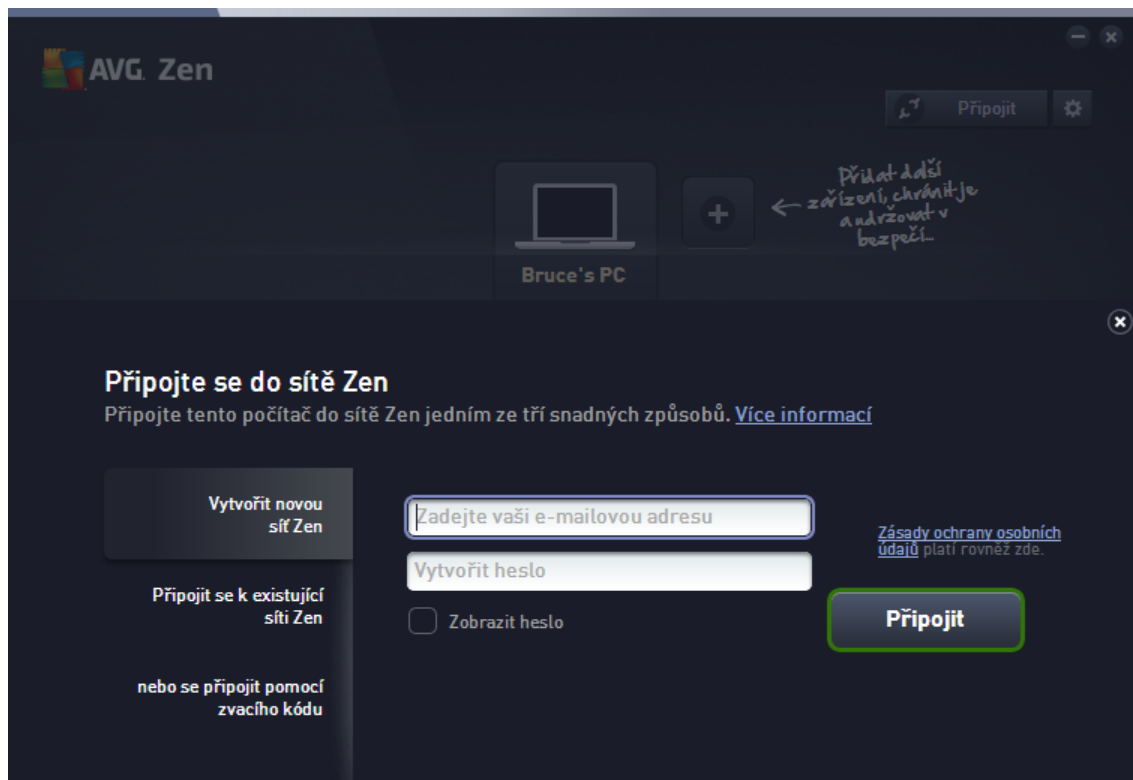 AVG. Zen
Připojit
Přidat další
zařízení, chránit je
a udržovat v
bezpečí...
Bruce's PC
Připojte se do sítě Zen
Připojte tento počítač do sítě Zen jedním ze tří snadných způsobů. Více informací
Vytvořit novou
síť Zen
Připojit se k existující
síti Zen
nebo se připojit pomocí
zvacího kódu
Zadejte vaši e-mailovou adresu
Vytvořit heslo
Zobrazit heslo
Zásady ochrany osobních
údajů platí rovněž zde.
Připojit